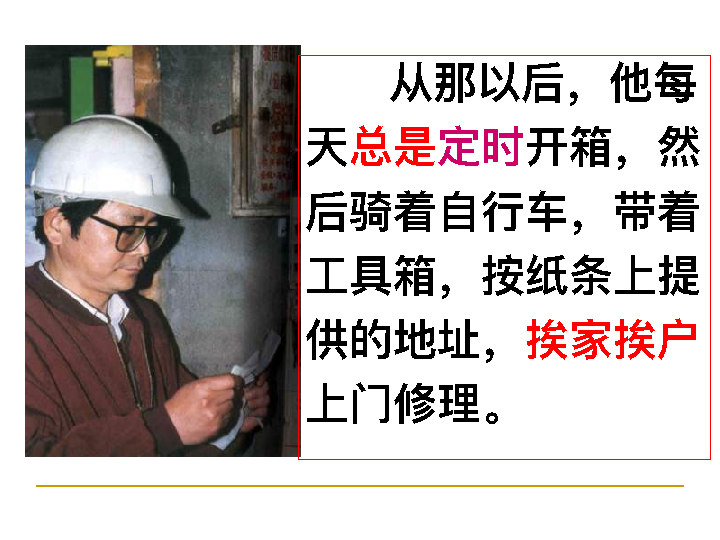 从那以后，他每
天总是定时开箱，然
后骑着自行车，带着
工具箱，按纸条上提
供的地址，挨家挨户
上门修理。